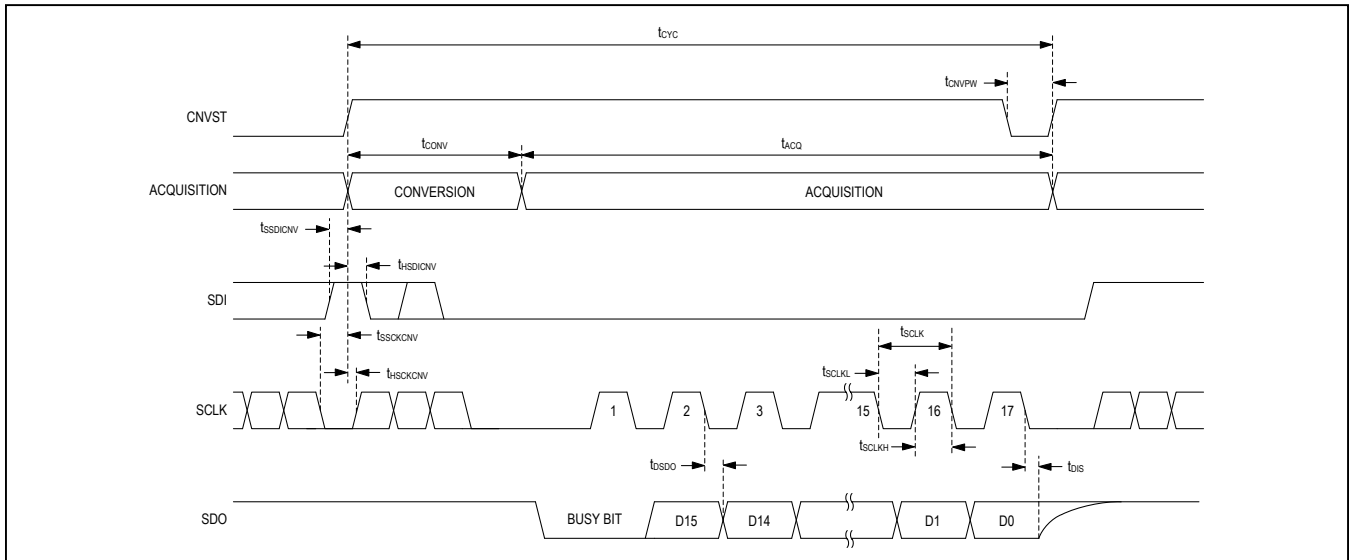 tCYC
tCNVPW
CNVST
tCONV
tACQ
ACQUISITION
CONVERSION
ACQUISITION
tSSDICNV
tHSDICNV
SDI
tSSCKCNV
tSCLK
tHSCKCNV
tSCLKL
SCLK
1
2
3
15
16
17
tSCLKH
tDSDO
tDIS
SDO
BUSY BIT
D15
D14
D1
D0